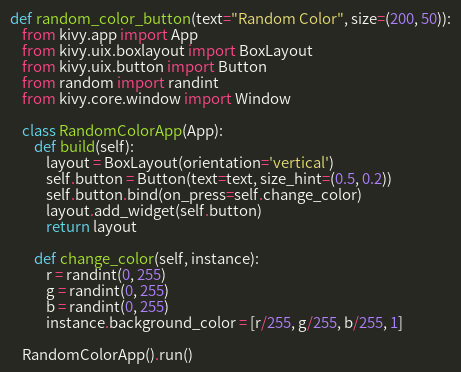 def random_color_button(text="Random Color", size=(200, 50)):
    from kivy.app import App
    from kivy.uix.boxlayout import BoxLayout
    from kivy.uix.button import Button
    from random import randint
    from kivy.core.window import Window

    class RandomColorApp(App):
        def build(self):
            layout = BoxLayout(orientation='vertical')
            self.button = Button(text=text, size_hint=(0.5, 0.2))
            self.button.bind(on_press=self.change_color)
            layout.add_widget(self.button)
            return layout

        def change_color(self, instance):
            r = randint(0, 255)
            g = randint(0, 255)
            b = randint(0, 255)
            instance.background_color = [r/255, g/255, b/255, 1]

    RandomColorApp().run()